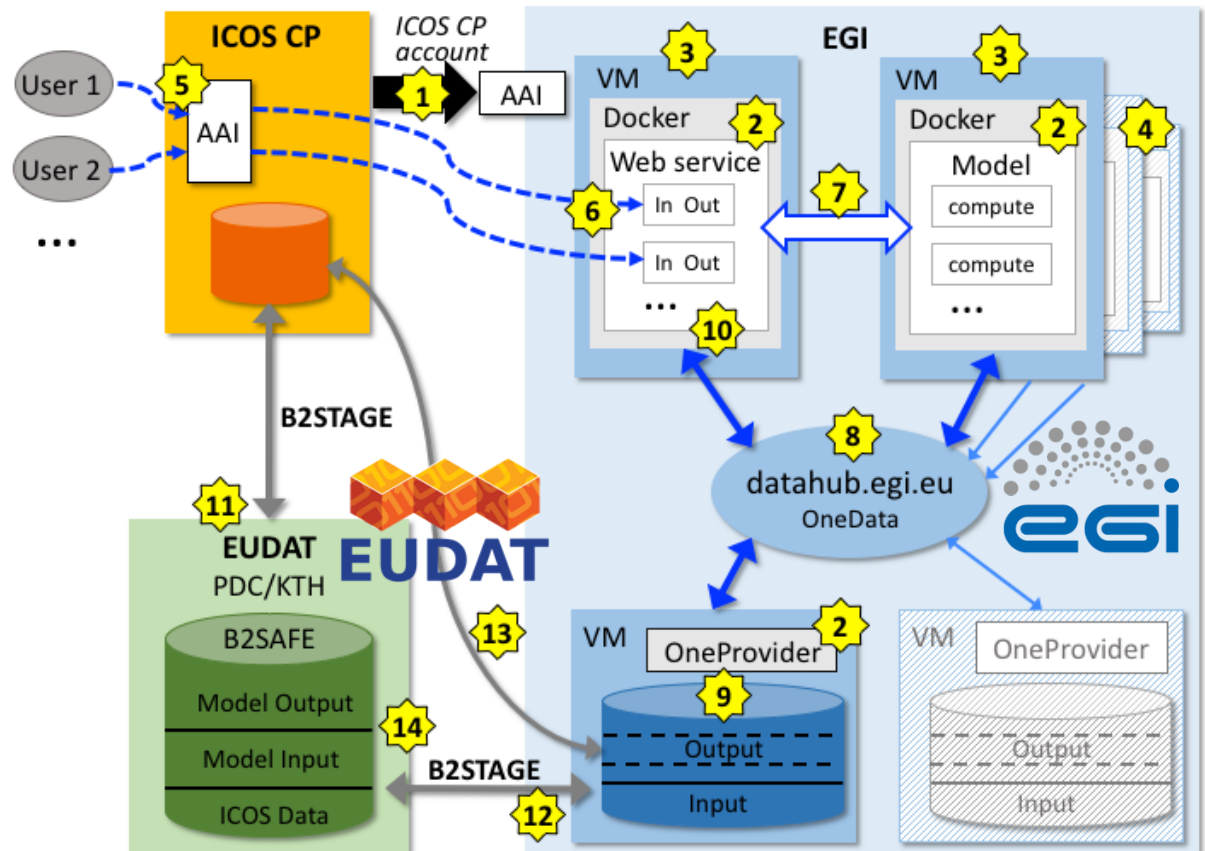 ICOS CP
ICOS CP
account
EGI
User 1
User 2
...
5
AAI
1
AAI
3
VM
Docker
2
Web service
6
In Out
In Out
...
10
7
3
VM
Docker
2
4
Model
compute
compute
...
B2STAGE
8
datahub.egi.eu
OneData
egi
11
EUDAT
EUDAT
PDC/KTH
B2SAFE
Model Output
Model Input
ICOS Data
14
13
B2STAGE
12
VM
2
OneProvider
9
Output
Input
VM
OneProvider
Output
Input